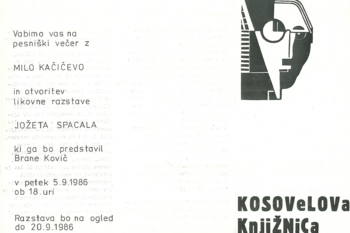 Vabimo vas na
pesniški večer z
MILO KAČIČEVO
in otvoritev
likovne razstave
JOŽETA SPACALA
ki ga bo predstavil
Brane Kovič
v petek 5.9.1986
ob 18.uri
Razstava bo na ogled
do 20.9.1986
KOSOVeLOVa
KnjiŽNiCa